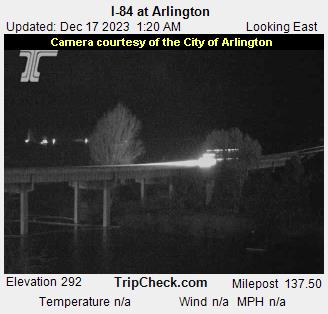 I-84 at Arlington
Updated: Dec 17 2023 1:20 AM Looking East
Camera courtesy of the City of Arlington
Elevation 292 TripCheck.com Milepost 137.50
Temperature n/a Wind n/a MPH n/a